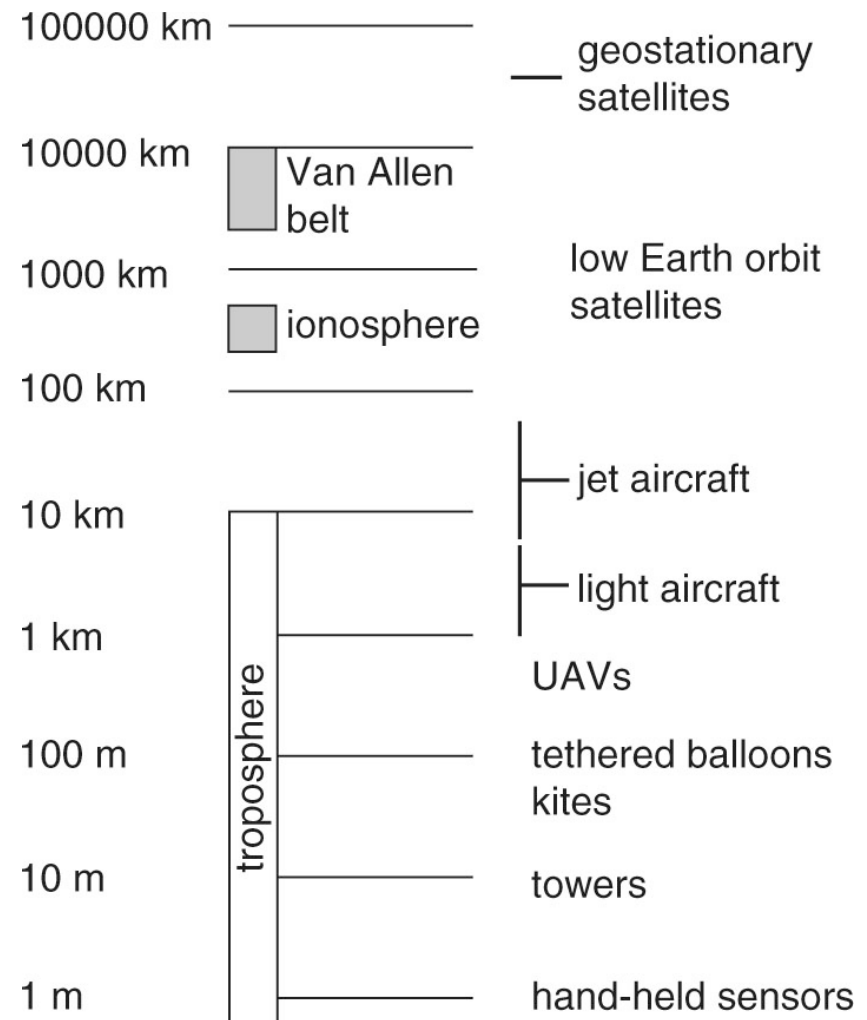 100000 km
geostationary
satellites
10000 km
Van Allen
belt
1000 km
low Earth orbit
satellites
ionosphere
100 km
jet aircraft
10 km
light aircraft
1 km
UAVs
troposphere
100 m
tethered balloons
kites
10 m
towers
1 m
hand-held sensors